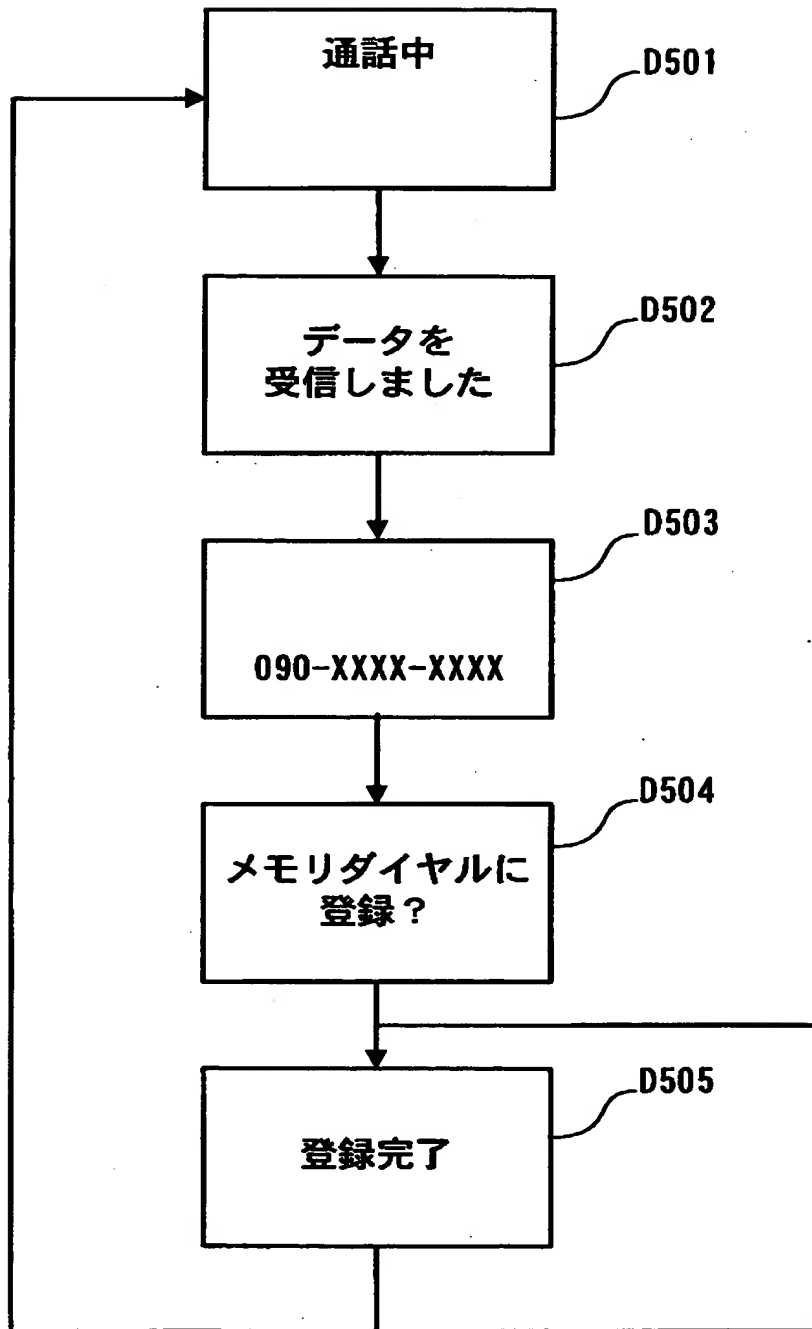 通話中
D501
データを
受信しました
D502
090-XXXX-XXXX
D503
メモリダイヤルに
登録？
D504
登録完了
D505